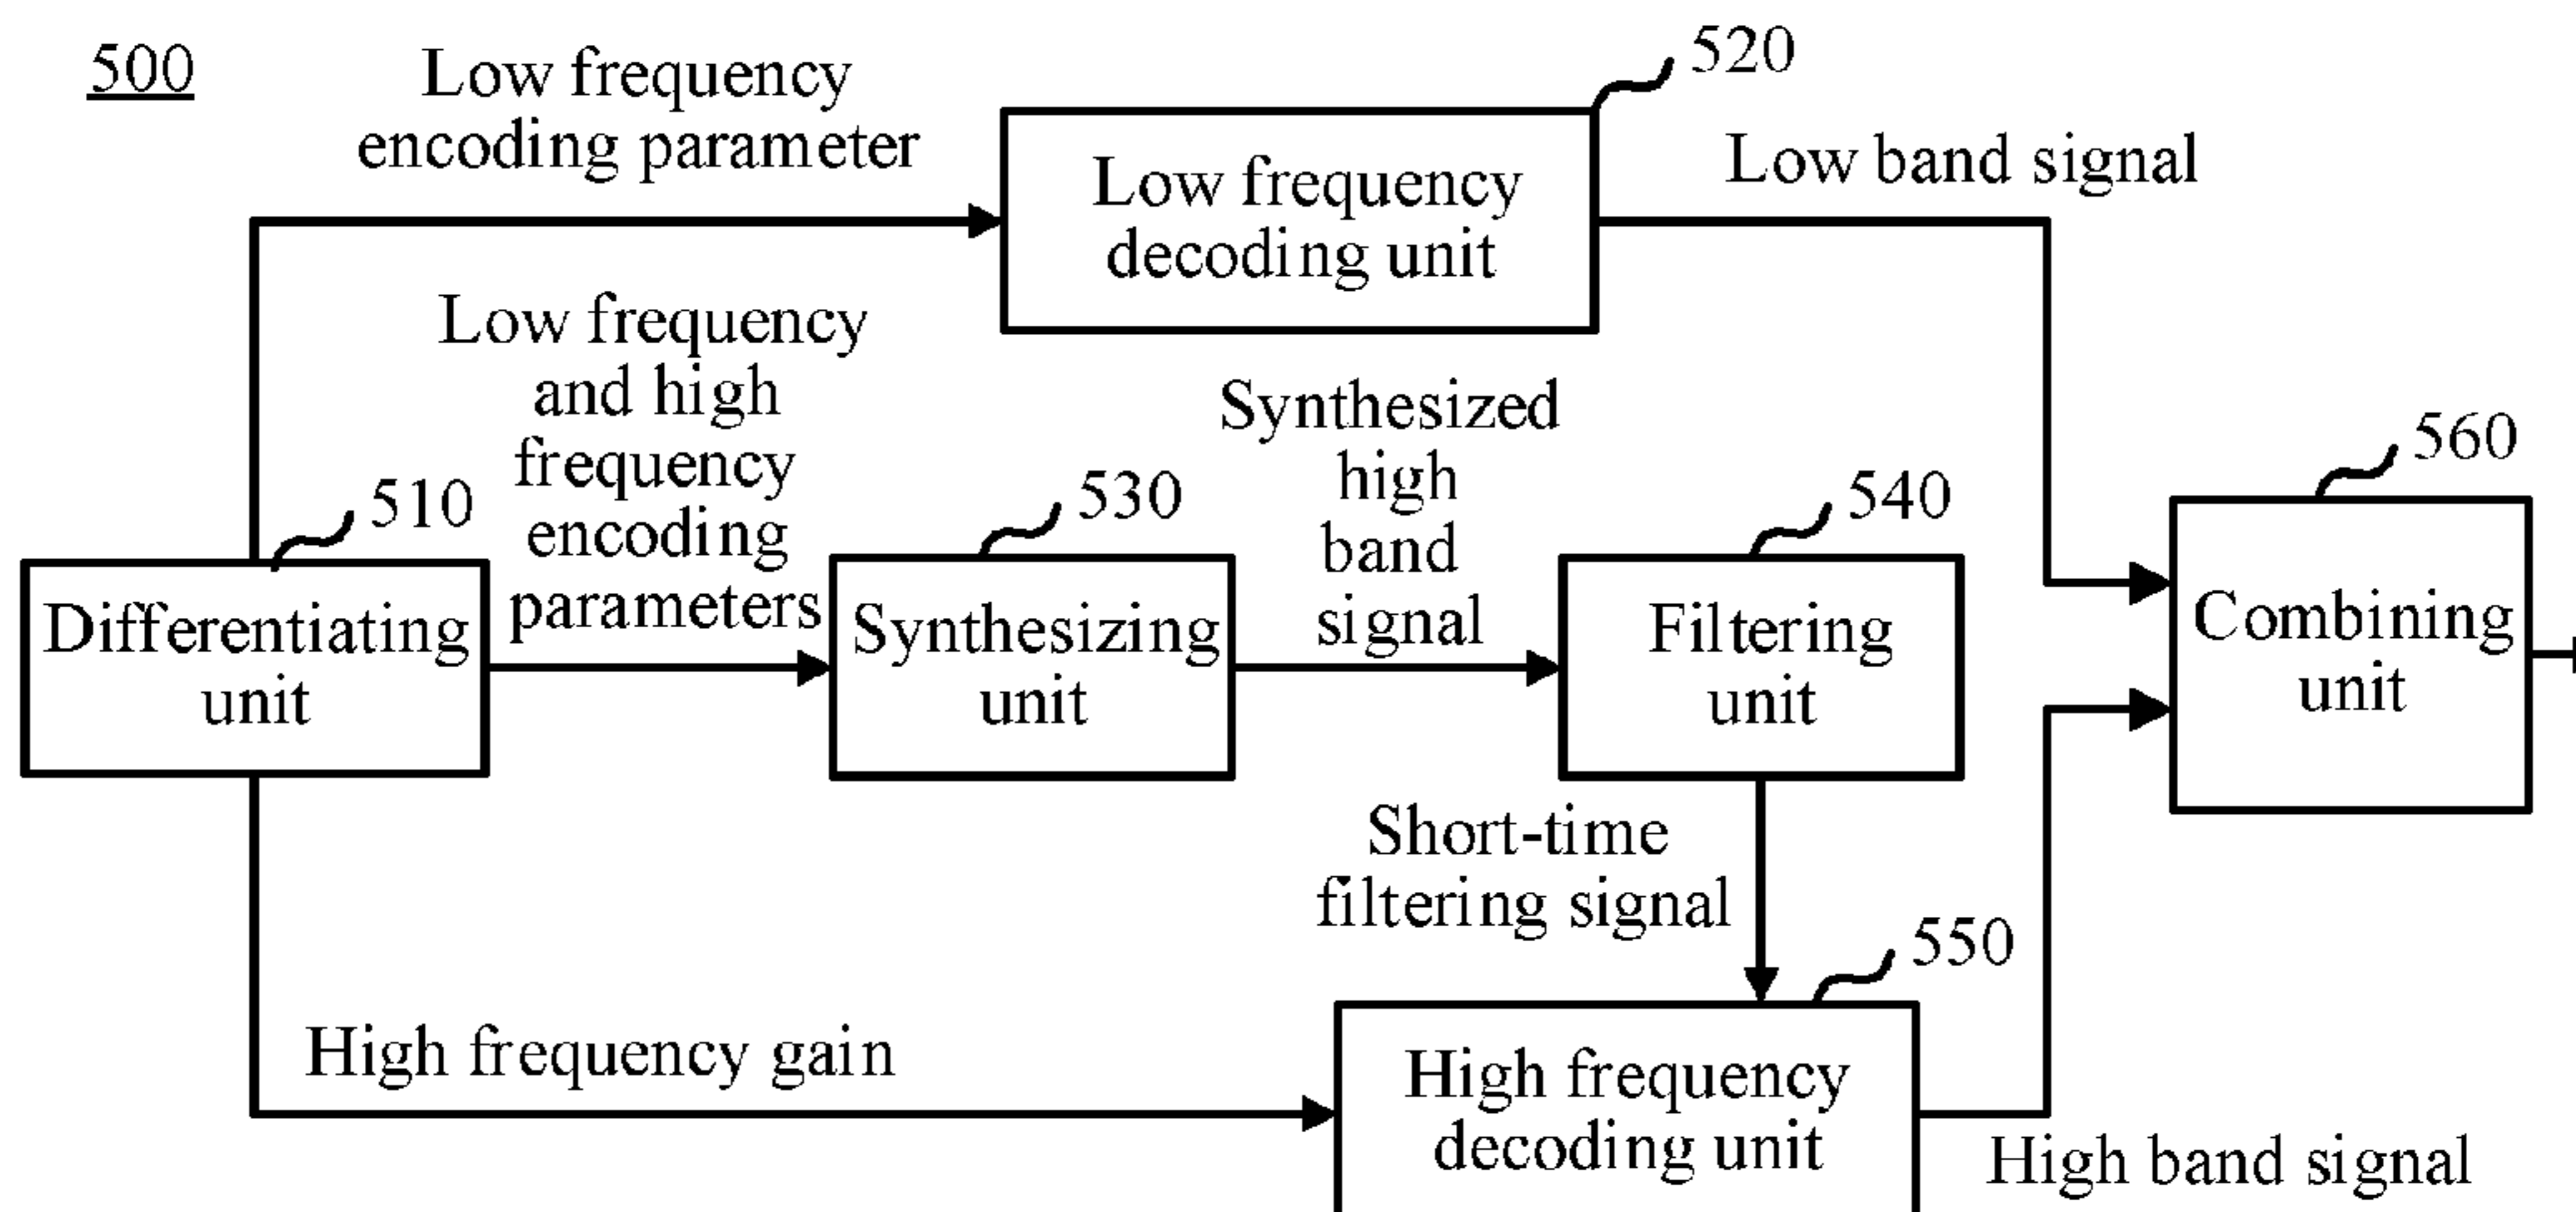 500
Low frequency
encoding parameter
520
Low frequency
decoding unit
Low band signal
Low frequency
and high
frequency
encoding
parameters
Synthesized
high
band
signal
510
Differentiating
unit
530
Synthesizing
unit
540
Filtering
unit
560
Combining
unit
Short-time
filtering signal
550
High frequency gain
High frequency
decoding unit
High band signal